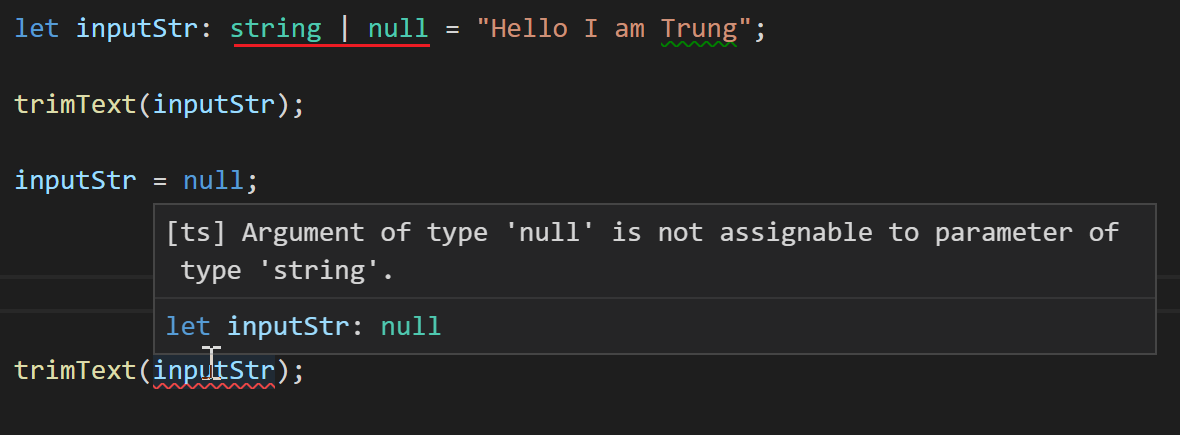 let inputStr: string | null = "Hello I am Trung";
trimText(inputStr);
inputStr = null;
[ts] Argument of type 'null' is not assignable to parameter of
type 'string'.
let inputStr: null
trimText(inputStr);